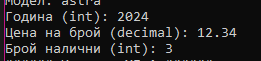 Модел: astra
Година (int): 2024
Цена на брой (decimal): 12.34
Брой налични (int): 3